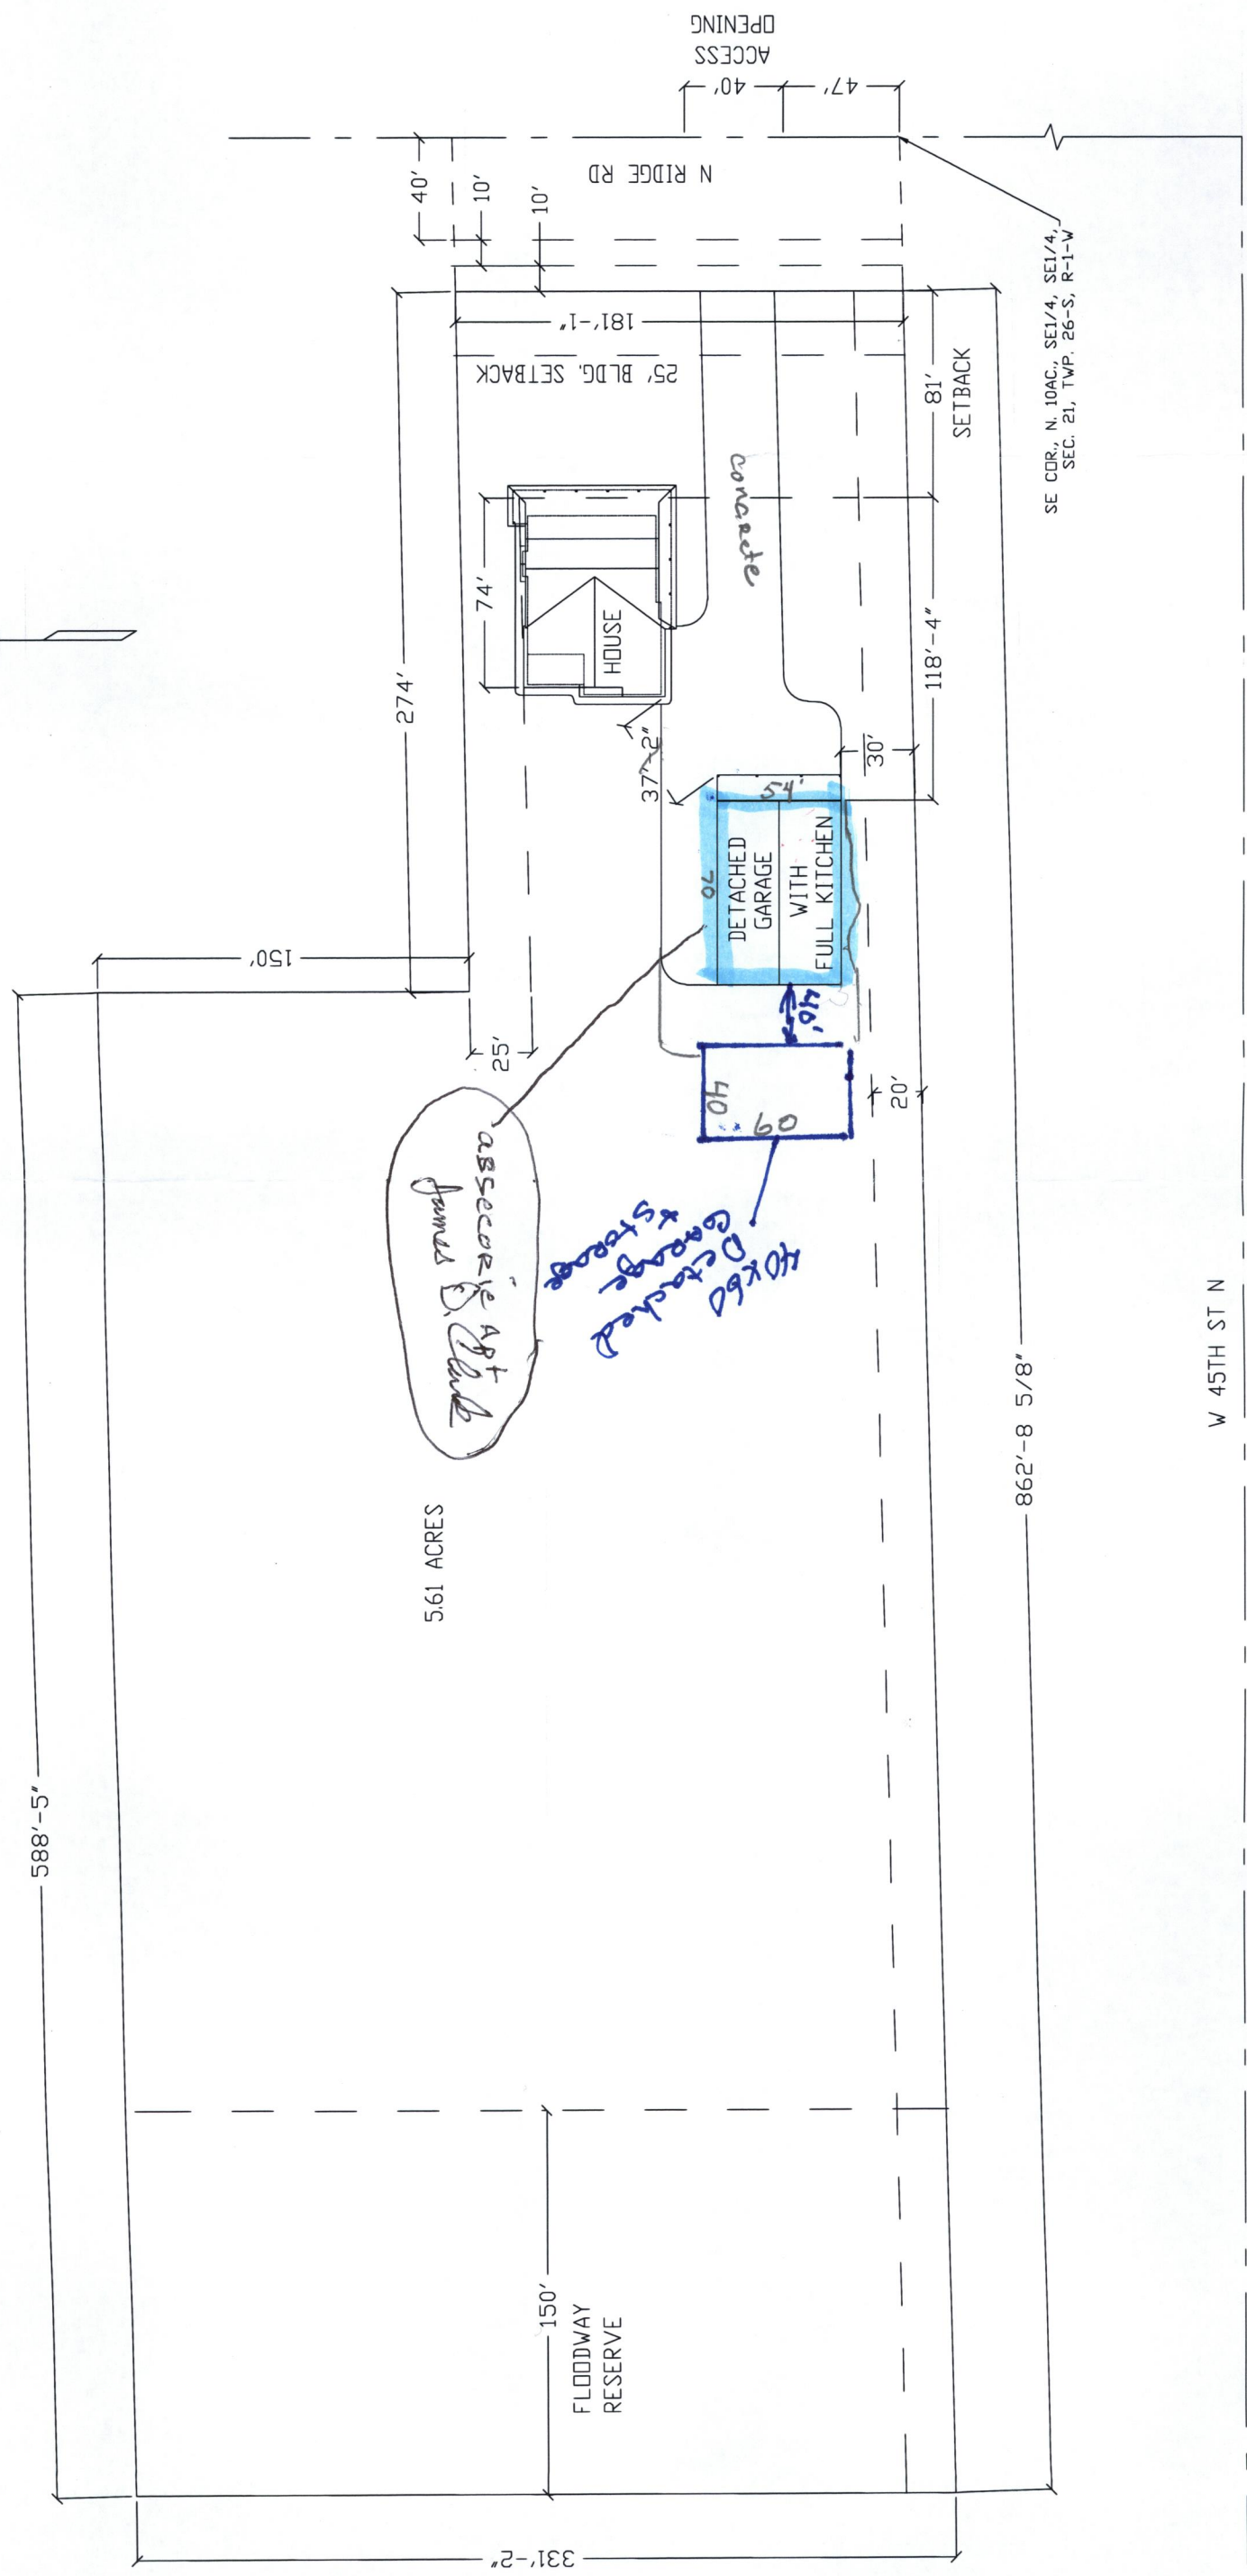 ACCESS
OPENING
40'
47'
N RIDGE RD
40'
10'
10'
181'-1"
25' BLDG. SETBACK
81'
SETBACK
SE COR., N. 10AC., SE1/4, SE1/4,
SEC. 21, TWP. 26-S, R-1-W
concrete
74'
HOUSE
274'
118'-4"
37'-2"
30'
54'
70
DETACHED
GARAGE
WITH
FULL KITCHEN
150'
25'
40'
40
60
20'
40x60
Detached
Garage
& Storage
assecorie Apt
James D. Clark
5.61 ACRES
862'-8 5/8"
W 45TH ST N
588'-5"
150'
FLOODWAY
RESERVE
331'-2"